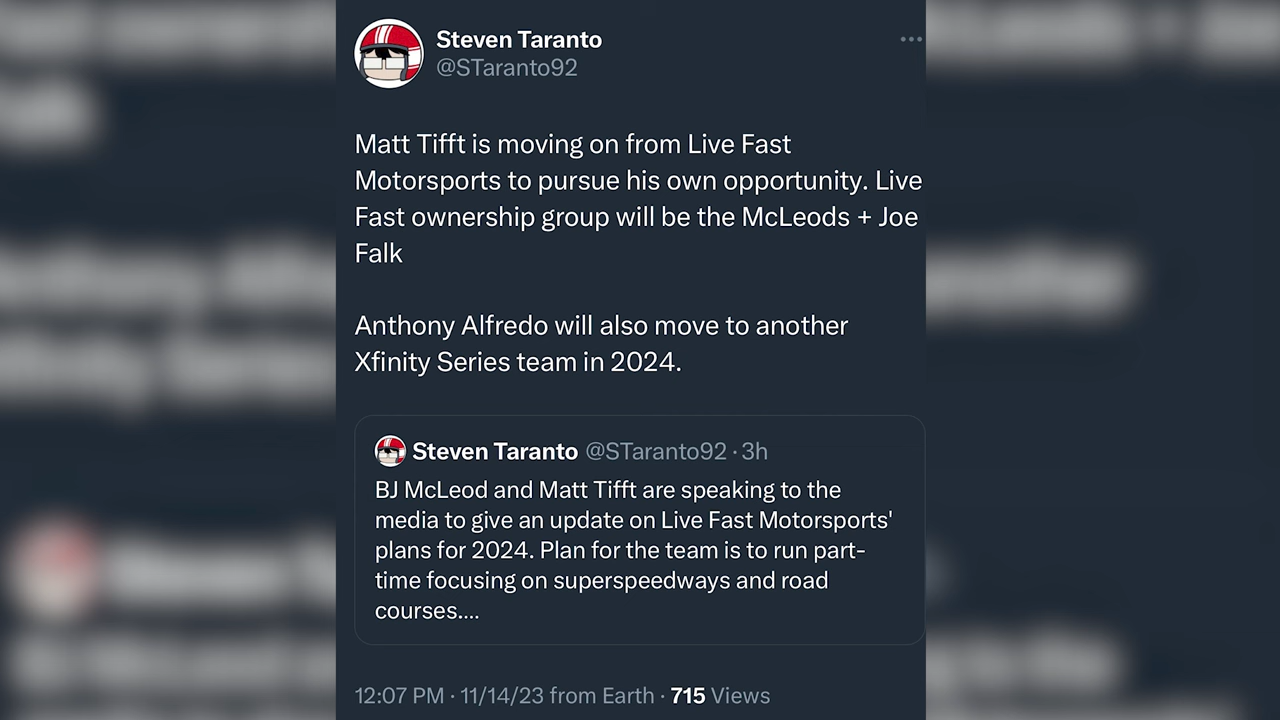 Steven Taranto
@STaranto92
Matt Tifft is moving on from Live Fast
Motorsports to pursue his own opportunity. Live
Fast ownership group will be the McLeods + Joe
Falk
Anthony Alfredo will also move to another
Xfinity Series team in 2024.
Steven Taranto @STaranto92 · 3h
BJ McLeod and Matt Tifft are speaking to the
media to give an update on Live Fast Motorsports'
plans for 2024. Plan for the team is to run part-
time focusing on superspeedways and road
courses....
12:07 PM · 11/14/23 from Earth · 715 Views